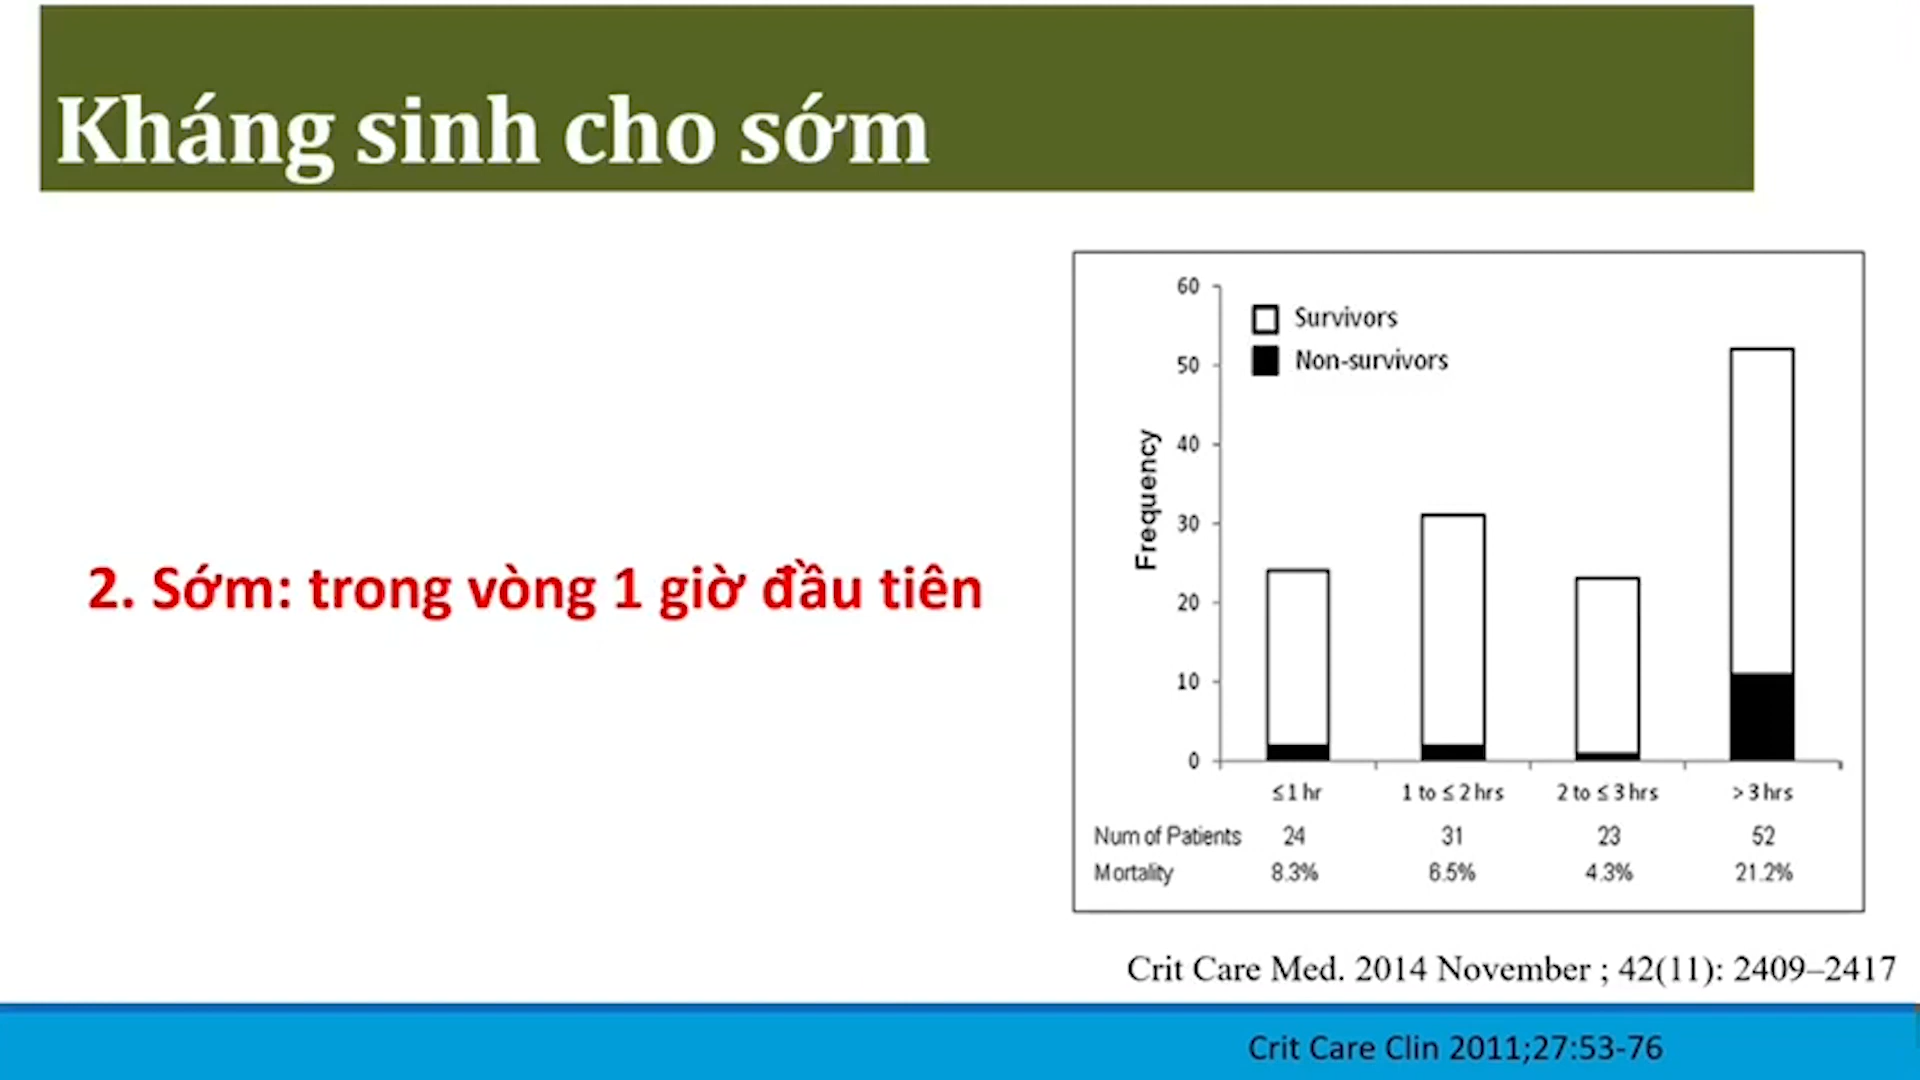 Kháng sinh cho sớm
2. Sớm: trong vòng 1 giờ đầu tiên
60
50
40
30
20
10
0
Frequency
Survivors
Non-survivors
≤1 hr 1 to ≤ 2 hrs 2 to ≤ 3 hrs > 3 hrs
Num of Patients 24 31 23 52
Mortality 8.3% 6.5% 4.3% 21.2%
Crit Care Med. 2014 November ; 42(11): 2409–2417
Crit Care Clin 2011;27:53-76